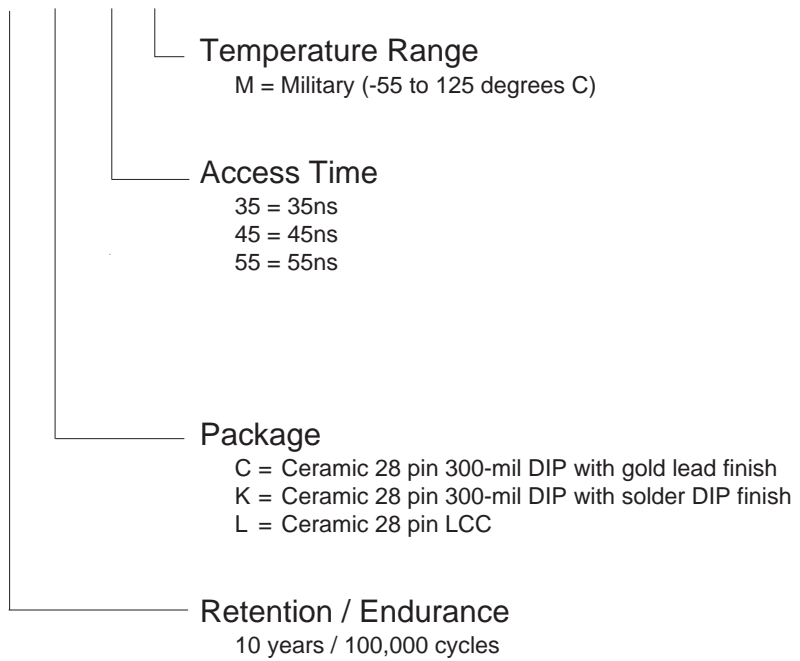 Temperature Range
M = Military (-55 to 125 degrees C)
Access Time
35 = 35ns
45 = 45ns
55 = 55ns
Package
C = Ceramic 28 pin 300-mil DIP with gold lead finish
K = Ceramic 28 pin 300-mil DIP with solder DIP finish
L = Ceramic 28 pin LCC
Retention / Endurance
10 years / 100,000 cycles